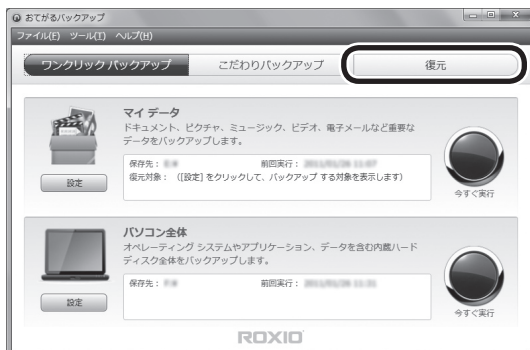 おてがるバックアップ
ファイル(F) ツール(T) ヘルプ(H)
ワンクリック バックアップ こだわりバックアップ 復元
マイ データ
ドキュメント、ピクチャ、ミュージック、ビデオ、電子メールなど重要な
データをバックアップします。
保存先： 前回実行：
復元対象： （[設定] をクリックして、バックアップ する対象を表示します）
設定
今すぐ実行
パソコン全体
オペレーティング システムやアプリケーション、データを含む内蔵ハード
ディスク全体をバックアップします。
保存先： 前回実行：
設定
今すぐ実行
ROXIO